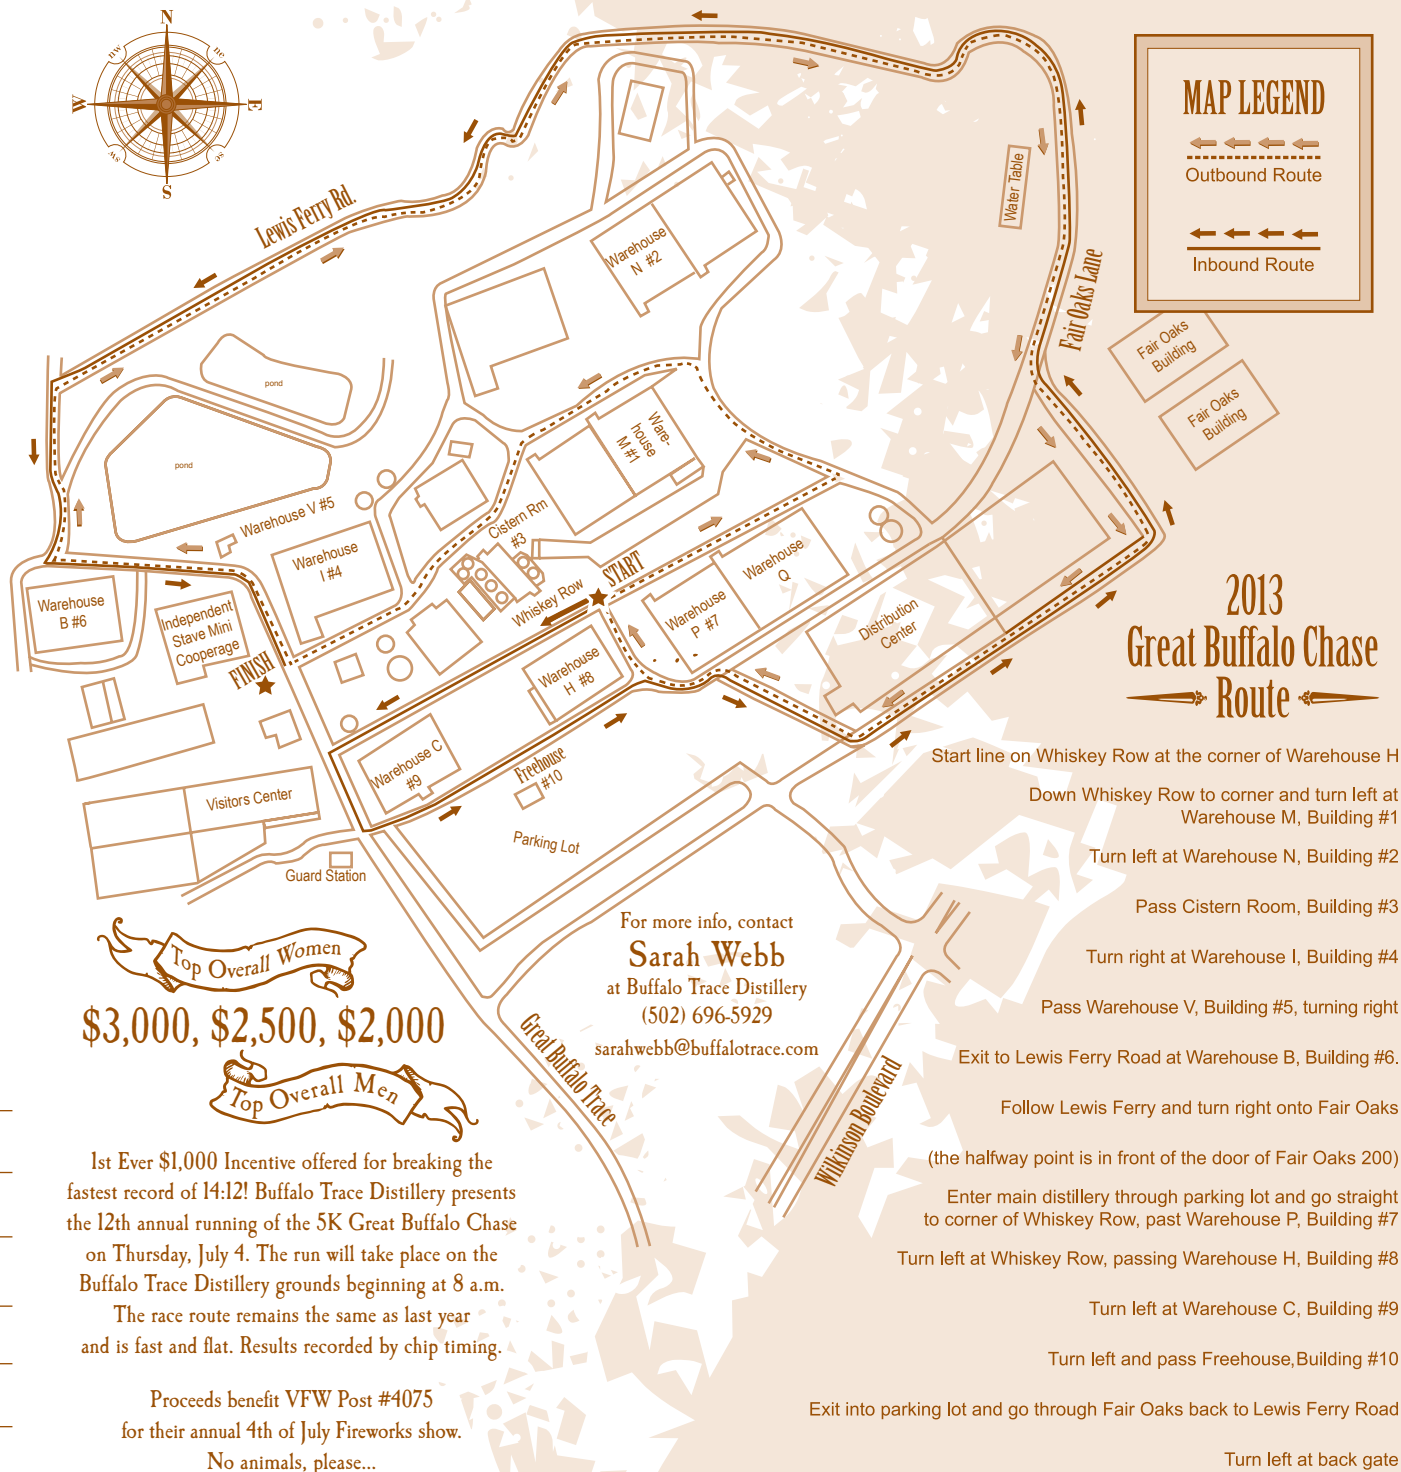 N
nw
ne
W
E
sw
se
S
MAP LEGEND
Outbound Route
Inbound Route
Lewis Ferry Rd.
Water Table
Fair Oaks Lane
Fair Oaks
Building
Fair Oaks
Building
Warehouse
N #2
pond
pond
Ware-
house
M #1
Warehouse V #5
Warehouse
I #4
Cistern Rm
#3
START
Whiskey Row
Warehouse
Q
Warehouse
P #7
Distribution
Center
Warehouse
B #6
Independent
Stave Mini
Cooperage
FINISH
Warehouse
H #8
Warehouse C
#9
Freehouse
#10
Visitors Center
Parking Lot
Guard Station
Great Buffalo Trace
Wilkinson Boulevard
2013
Great Buffalo Chase
Route
Start line on Whiskey Row at the corner of Warehouse H
Down Whiskey Row to corner and turn left at
Warehouse M, Building #1
Turn left at Warehouse N, Building #2
Pass Cistern Room, Building #3
Turn right at Warehouse I, Building #4
Pass Warehouse V, Building #5, turning right
Exit to Lewis Ferry Road at Warehouse B, Building #6.
Follow Lewis Ferry and turn right onto Fair Oaks
(the halfway point is in front of the door of Fair Oaks 200)
Enter main distillery through parking lot and go straight
to corner of Whiskey Row, past Warehouse P, Building #7
Turn left at Whiskey Row, passing Warehouse H, Building #8
Turn left at Warehouse C, Building #9
Turn left and pass Freehouse,Building #10
Exit into parking lot and go through Fair Oaks back to Lewis Ferry Road
Turn left at back gate
For more info, contact
Sarah Webb
at Buffalo Trace Distillery
(502) 696-5929
sarahwebb@buffalotrace.com
Top Overall Women
$3,000, $2,500, $2,000
Top Overall Men
1st Ever $1,000 Incentive offered for breaking the
fastest record of 14:12! Buffalo Trace Distillery presents
the 12th annual running of the 5K Great Buffalo Chase
on Thursday, July 4. The run will take place on the
Buffalo Trace Distillery grounds beginning at 8 a.m.
The race route remains the same as last year
and is fast and flat. Results recorded by chip timing.
Proceeds benefit VFW Post #4075
for their annual 4th of July Fireworks show.
No animals, please...